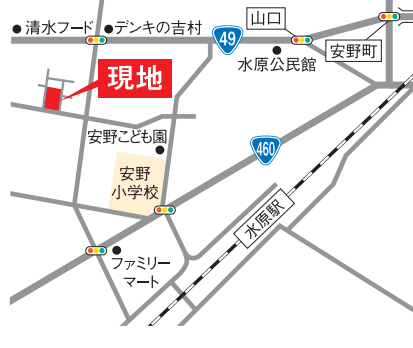 山口
清水フード
デンキの吉村
49
安野町
水原公民館
現地
安野こども園
460
安野
小学校
水原駅
ファミリー
マート